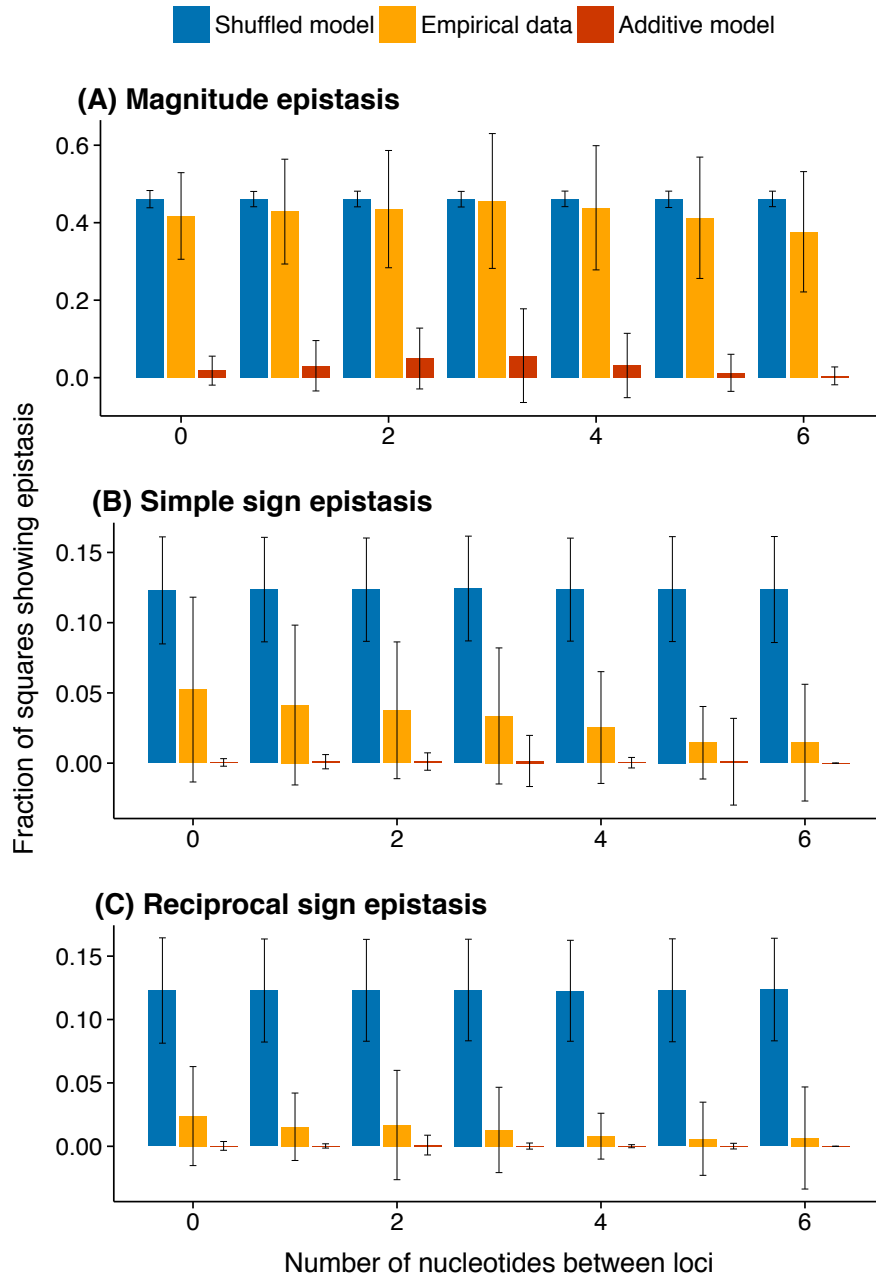 Shuffled model Empirical data Additive model
(A) Magnitude epistasis
0.6
0.4
0.2
0.0
0 2 4 6
(B) Simple sign epistasis
0.15
0.10
0.05
0.00
0 2 4 6
(C) Reciprocal sign epistasis
0.15
0.10
0.05
0.00
0 2 4 6
Fraction of squares showing epistasis
Number of nucleotides between loci